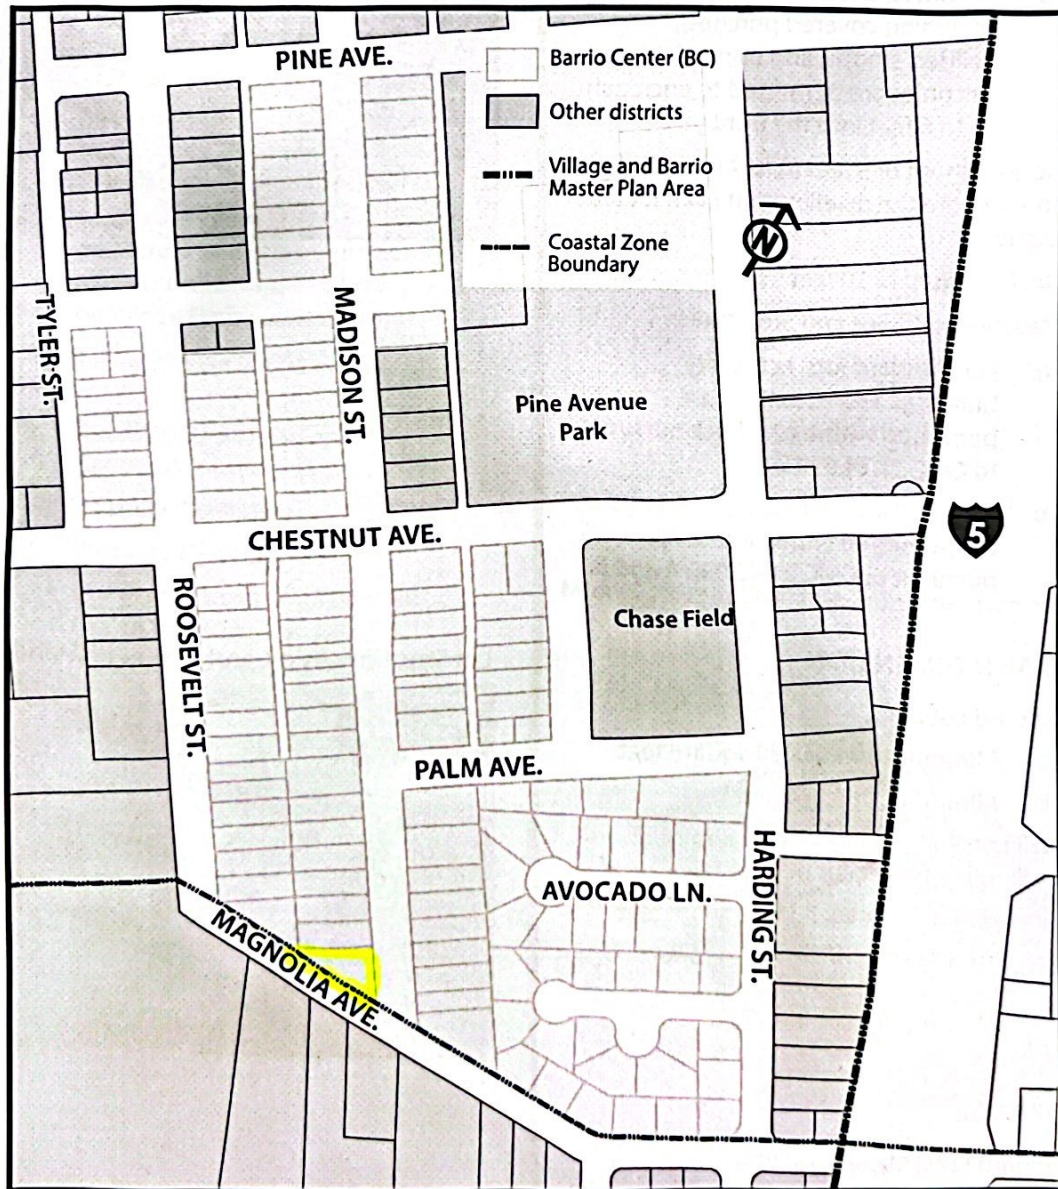 PINE AVE.
Barrio Center (BC)
Other districts
Village and Barrio
Master Plan Area
Coastal Zone
Boundary
N
TYLER ST.
MADISON ST.
Pine Avenue
Park
CHESTNUT AVE.
5
ROOSEVELT ST.
Chase Field
PALM AVE.
HARDING ST.
AVOCADO LN.
MAGNOLIA AVE.